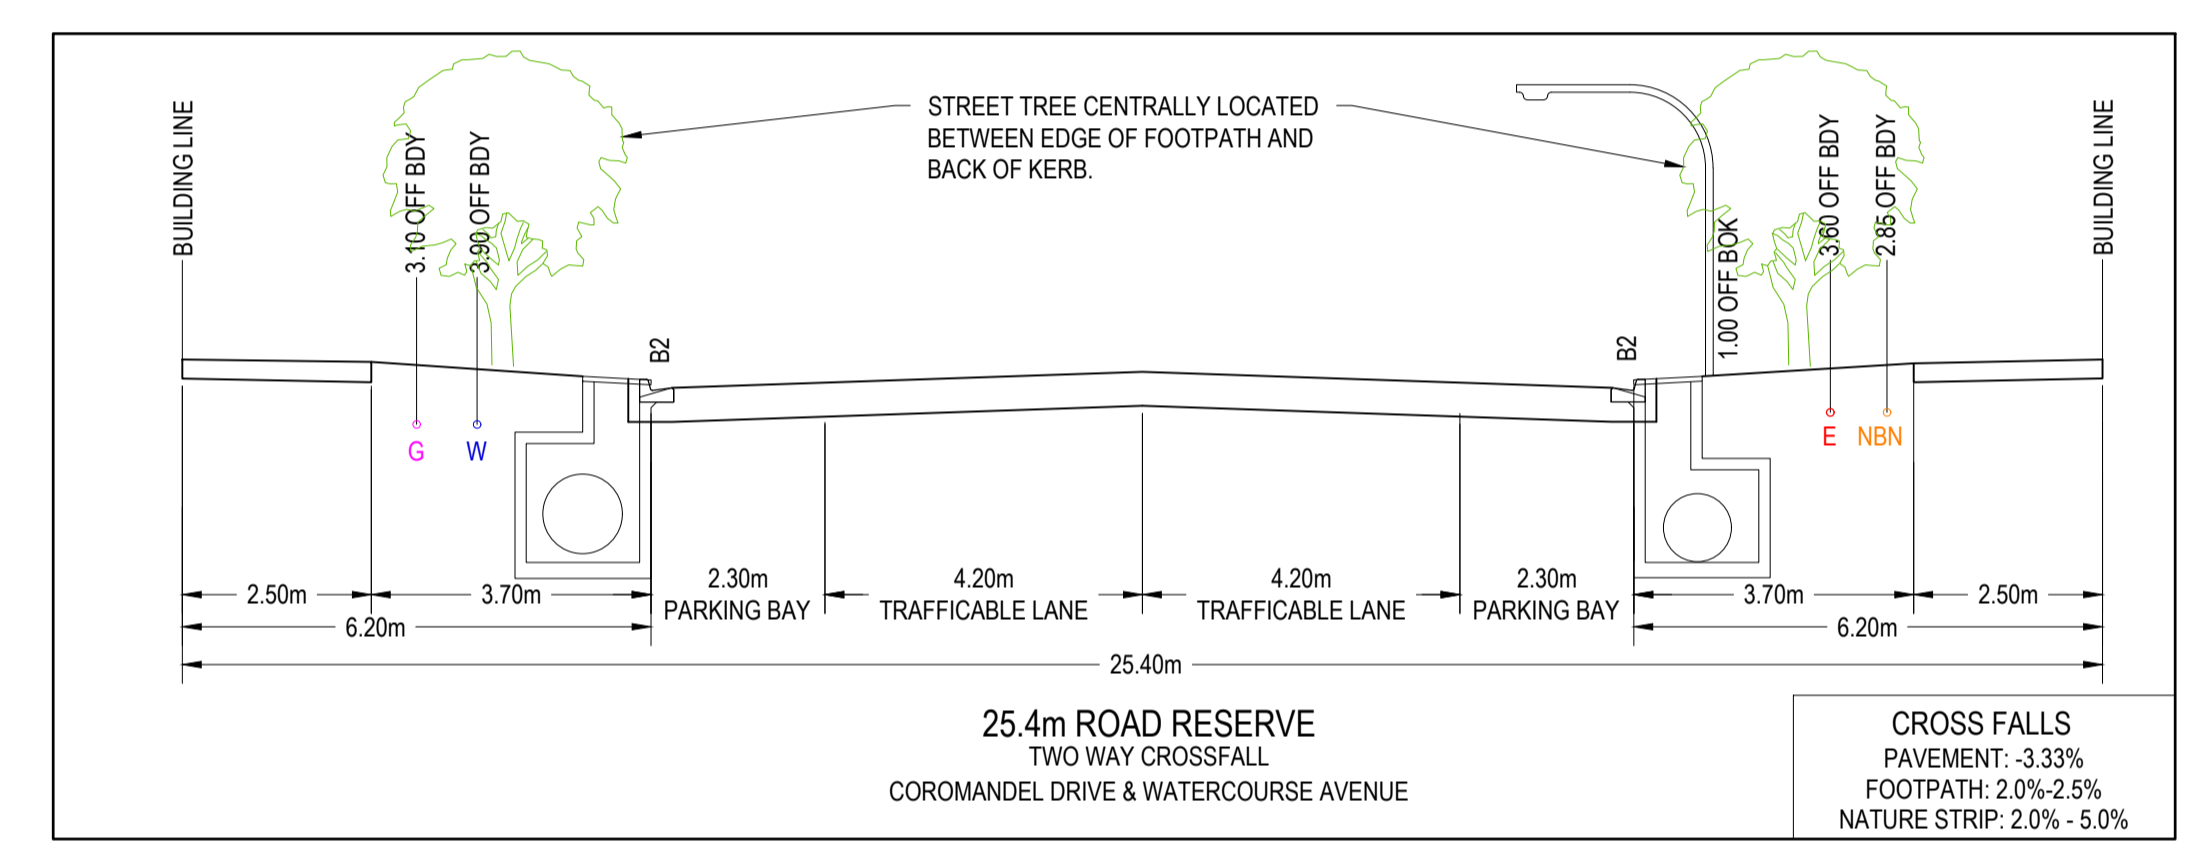 BUILDING LINE
3.10 OFF BDY
3.90 OFF BDY
STREET TREE CENTRALLY LOCATED
BETWEEN EDGE OF FOOTPATH AND
BACK OF KERB.
1.00 OFF BOK
3.60 OFF BDY
2.85 OFF BDY
BUILDING LINE
B2
B2
G
W
E
NBN
2.50m
3.70m
2.30m
PARKING BAY
4.20m
TRAFFICABLE LANE
4.20m
TRAFFICABLE LANE
2.30m
PARKING BAY
3.70m
2.50m
6.20m
6.20m
25.40m
25.4m ROAD RESERVE
TWO WAY CROSSFALL
COROMANDEL DRIVE & WATERCOURSE AVENUE
CROSS FALLS
PAVEMENT: -3.33%
FOOTPATH: 2.0%-2.5%
NATURE STRIP: 2.0% - 5.0%